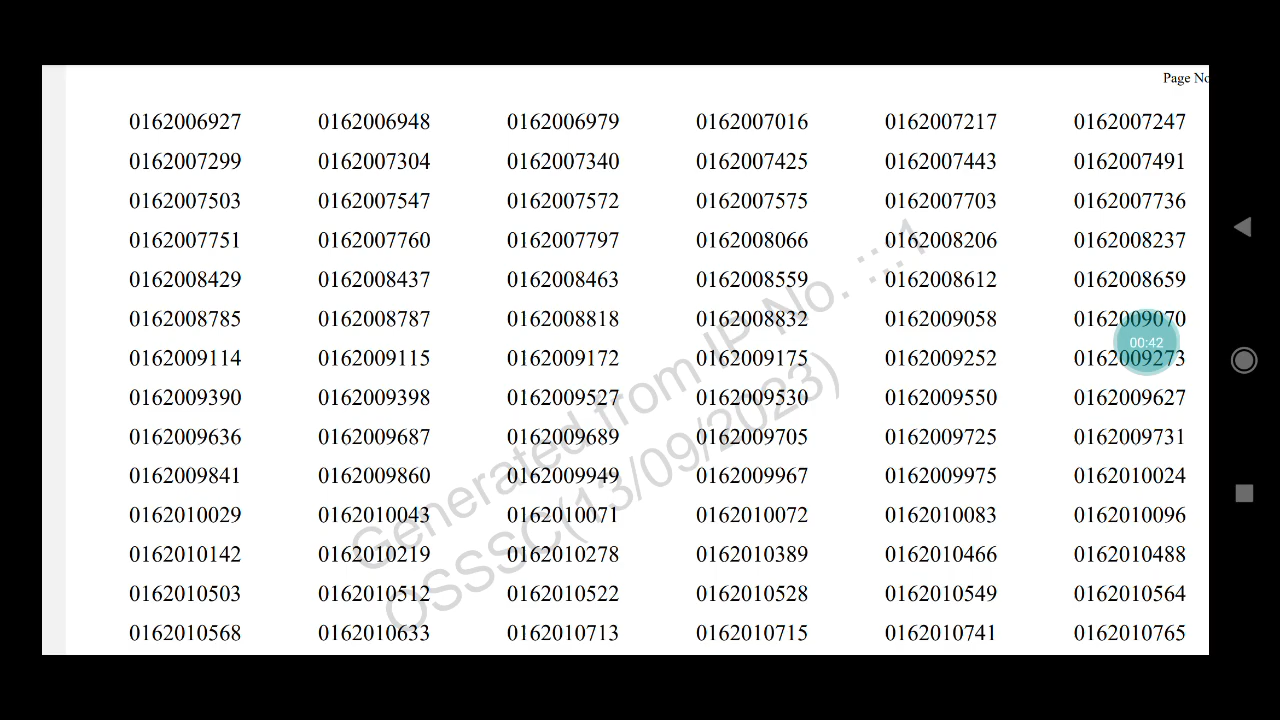 Page No
0162006927 0162006948 0162006979 0162007016 0162007217 0162007247
0162007299 0162007304 0162007340 0162007425 0162007443 0162007491
0162007503 0162007547 0162007572 0162007575 0162007703 0162007736
0162007751 0162007760 0162007797 0162008066 0162008206 0162008237
0162008429 0162008437 0162008463 0162008559 0162008612 0162008659
0162008785 0162008787 0162008818 0162008832 0162009058 0162009070
00:42
0162009114 0162009115 0162009172 0162009175 0162009252 0162009273
0162009390 0162009398 0162009527 0162009530 0162009550 0162009627
0162009636 0162009687 0162009689 0162009705 0162009725 0162009731
0162009841 0162009860 0162009949 0162009967 0162009975 0162010024
0162010029 0162010043 0162010071 0162010072 0162010083 0162010096
0162010142 0162010219 0162010278 0162010389 0162010466 0162010488
0162010503 0162010512 0162010522 0162010528 0162010549 0162010564
0162010568 0162010633 0162010713 0162010715 0162010741 0162010765
Generated from IP No. ::.:1
OSSSC(13/09/2023)